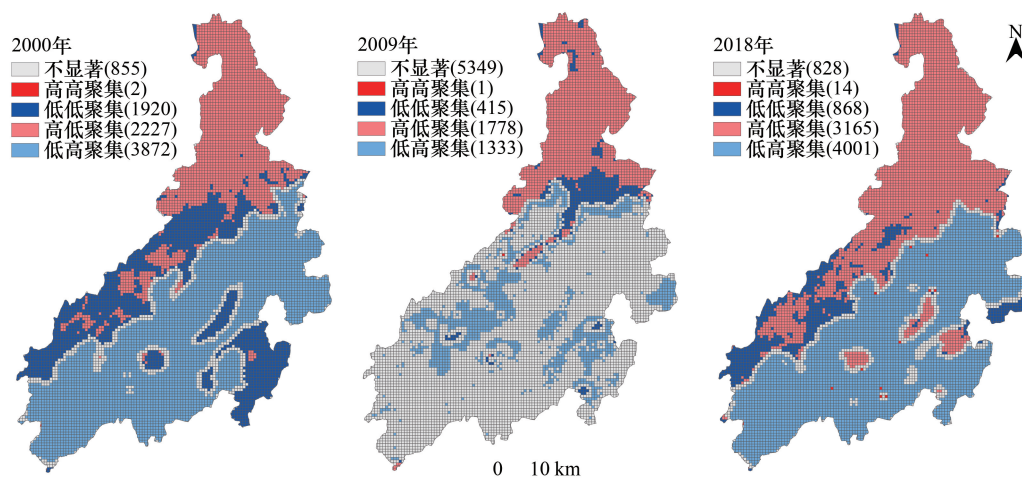 2000年
不显著(855)
高高聚集(2)
低低聚集(1920)
高低聚集(2227)
低高聚集(3872)
2009年
不显著(5349)
高高聚集(1)
低低聚集(415)
高低聚集(1778)
低高聚集(1333)
2018年
不显著(828)
高高聚集(14)
低低聚集(868)
高低聚集(3165)
低高聚集(4001)
N
0 10 km